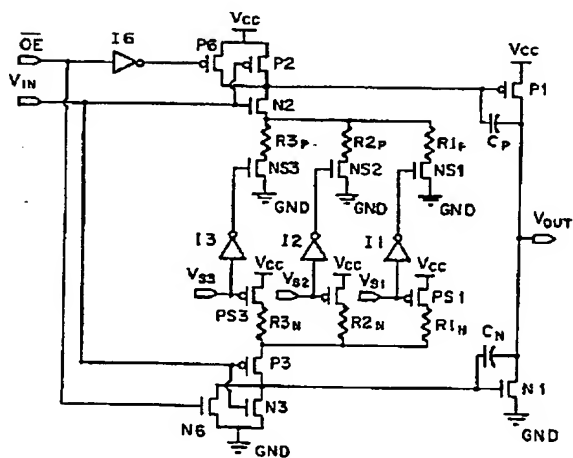 OE
I6
VIN
VCC
P6
P2
N2
VCC
P1
CP
R3P
R2P
R1P
NS3
NS2
NS1
GND
GND
GND
VOUT
I3
I2
I1
VS3
VCC
VS2
VCC
VS1
VCC
PS3
PS1
R3N
R2N
R1N
P3
CN
N6
N3
N1
GND
GND